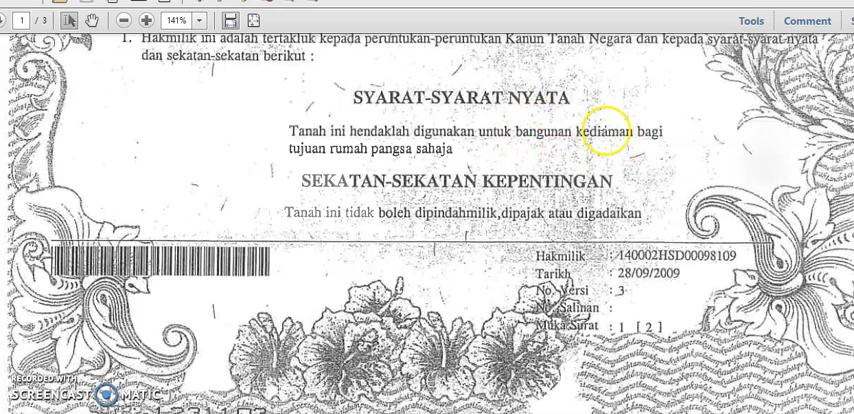 1 / 3
141%
Tools
Comment
1. Hakmilik ini adalah tertakluk kepada peruntukan-peruntukan Kanun Tanah Negara dan kepada syarat-syarat nyata
dan sekatan-sekatan berikut :
SYARAT-SYARAT NYATA
Tanah ini hendaklah digunakan untuk bangunan kediaman bagi
tujuan rumah pangsa sahaja
SEKATAN-SEKATAN KEPENTINGAN
Tanah ini tidak boleh dipindahmilik,dipajak atau digadaikan
Hakmilik : 140002HSD00098109
Tarikh : 28/09/2009
No. Versi : 3
No. Salinan :
Muka Surat : 1 [ 2 ]
RECORDED WITH
SCREENCAST MATIC